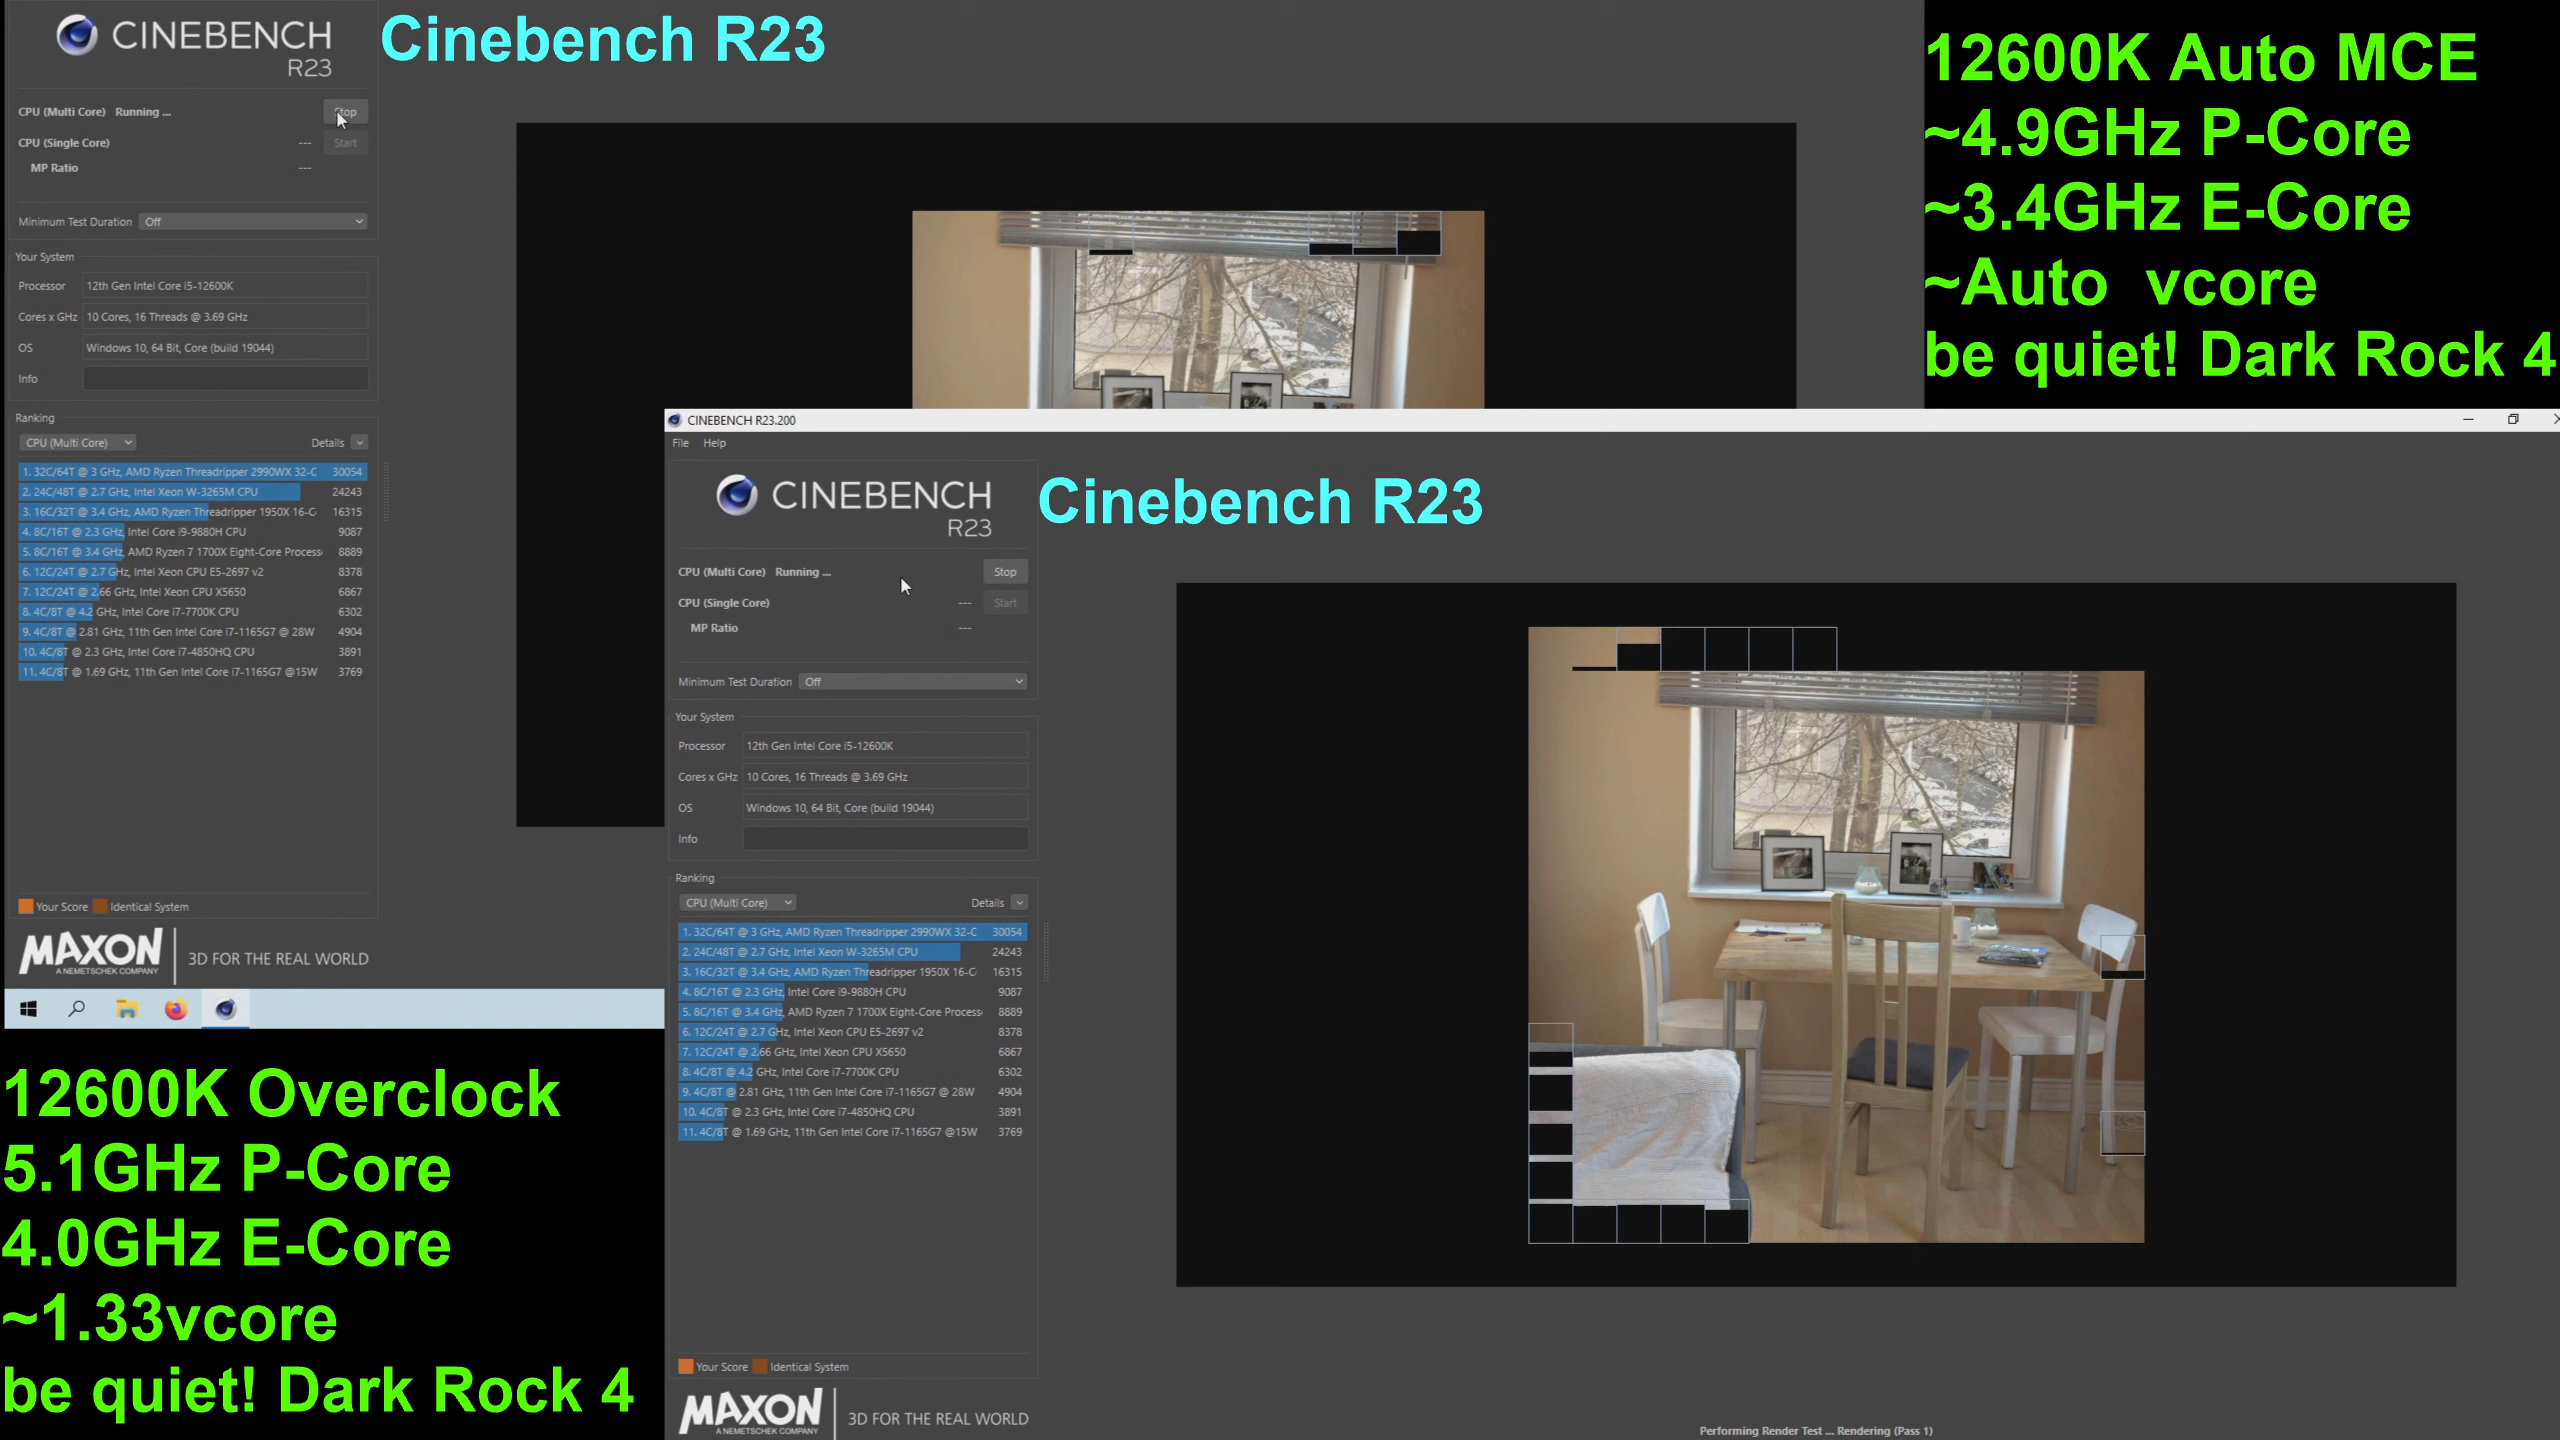 CINEBENCH
R23
Cinebench R23
CPU (Multi Core) Running ... Stop
CPU (Single Core) --- Start
MP Ratio ---
Minimum Test Duration Off
Your System
Processor 12th Gen Intel Core i5-12600K
Cores x GHz 10 Cores, 16 Threads @ 3.69 GHz
OS Windows 10, 64 Bit, Core (build 19044)
Info
Ranking
CPU (Multi Core) Details
1. 32C/64T @ 3 GHz, AMD Ryzen Threadripper 2990WX 32-C 30054
2. 24C/48T @ 2.7 GHz, Intel Xeon W-3265M CPU 24243
3. 16C/32T @ 3.4 GHz, AMD Ryzen Threadripper 1950X 16-C 16315
4. 8C/16T @ 2.3 GHz, Intel Core i9-9880H CPU 9087
5. 8C/16T @ 3.4 GHz, AMD Ryzen 7 1700X Eight-Core Process 8889
6. 12C/24T @ 2.7 GHz, Intel Xeon CPU E5-2697 v2 8378
7. 12C/24T @ 2.66 GHz, Intel Xeon CPU X5650 6867
8. 4C/8T @ 4.2 GHz, Intel Core i7-7700K CPU 6302
9. 4C/8T @ 2.81 GHz, 11th Gen Intel Core i7-1165G7 @ 28W 4904
10. 4C/8T @ 2.3 GHz, Intel Core i7-4850HQ CPU 3891
11. 4C/8T @ 1.69 GHz, 11th Gen Intel Core i7-1165G7 @15W 3769
Your Score Identical System
MAXON
A NEMETSCHEK COMPANY
3D FOR THE REAL WORLD
12600K Auto MCE
~4.9GHz P-Core
~3.4GHz E-Core
~Auto vcore
be quiet! Dark Rock 4
CINEBENCH R23.200
File Help
CINEBENCH
R23
Cinebench R23
CPU (Multi Core) Running ... Stop
CPU (Single Core) --- Start
MP Ratio ---
Minimum Test Duration Off
Your System
Processor 12th Gen Intel Core i5-12600K
Cores x GHz 10 Cores, 16 Threads @ 3.69 GHz
OS Windows 10, 64 Bit, Core (build 19044)
Info
Ranking
CPU (Multi Core) Details
1. 32C/64T @ 3 GHz, AMD Ryzen Threadripper 2990WX 32-C 30054
2. 24C/48T @ 2.7 GHz, Intel Xeon W-3265M CPU 24243
3. 16C/32T @ 3.4 GHz, AMD Ryzen Threadripper 1950X 16-C 16315
4. 8C/16T @ 2.3 GHz, Intel Core i9-9880H CPU 9087
5. 8C/16T @ 3.4 GHz, AMD Ryzen 7 1700X Eight-Core Process 8889
6. 12C/24T @ 2.7 GHz, Intel Xeon CPU E5-2697 v2 8378
7. 12C/24T @ 2.66 GHz, Intel Xeon CPU X5650 6867
8. 4C/8T @ 4.2 GHz, Intel Core i7-7700K CPU 6302
9. 4C/8T @ 2.81 GHz, 11th Gen Intel Core i7-1165G7 @ 28W 4904
10. 4C/8T @ 2.3 GHz, Intel Core i7-4850HQ CPU 3891
11. 4C/8T @ 1.69 GHz, 11th Gen Intel Core i7-1165G7 @15W 3769
Your Score Identical System
MAXON
A NEMETSCHEK COMPANY
3D FOR THE REAL WORLD
Performing Render Test ... Rendering (Pass 1)
12600K Overclock
5.1GHz P-Core
4.0GHz E-Core
~1.33vcore
be quiet! Dark Rock 4